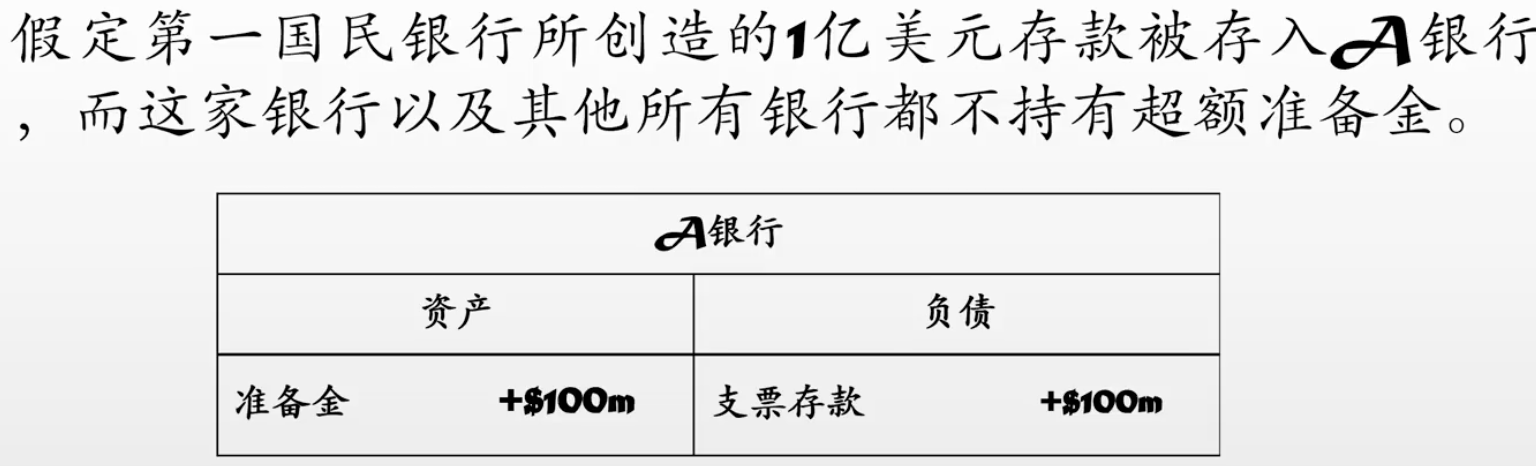 假定第一国民银行所创造的1亿美元存款被存入A银行
，而这家银行以及其他所有银行都不持有超额准备金。
A银行
资产 负债
准备金 +$100m 支票存款 +$100m